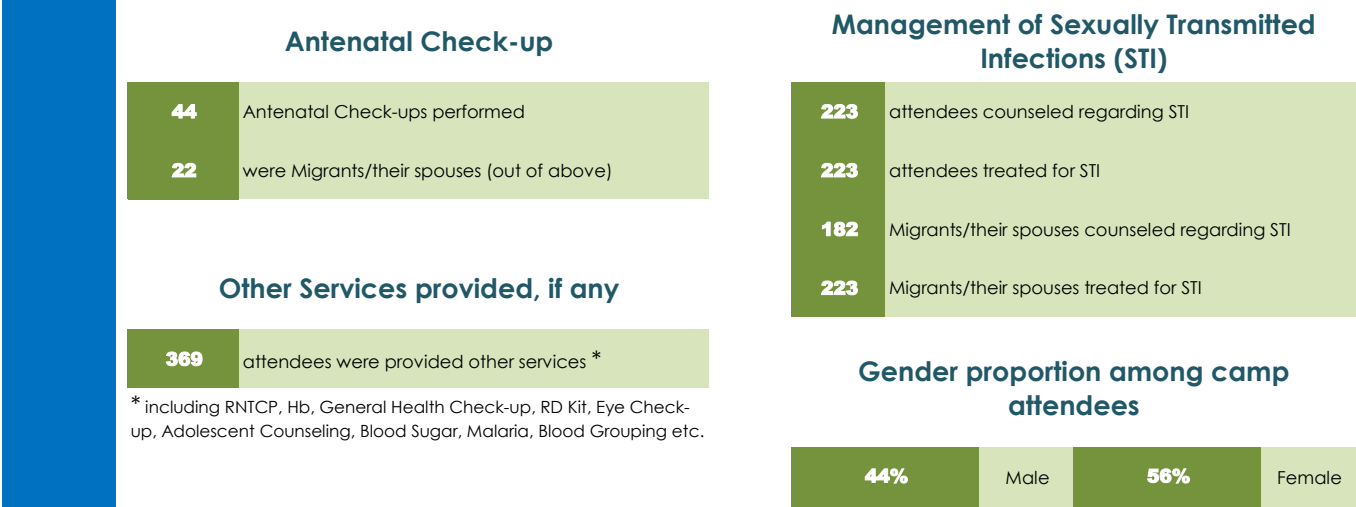 Antenatal Check-up
44 Antenatal Check-ups performed
22 were Migrants/their spouses (out of above)
Other Services provided, if any
369 attendees were provided other services *
* including RNTCP, Hb, General Health Check-up, RD Kit, Eye Check-
up, Adolescent Counseling, Blood Sugar, Malaria, Blood Grouping etc.
Management of Sexually Transmitted
Infections (STI)
223 attendees counseled regarding STI
223 attendees treated for STI
182 Migrants/their spouses counseled regarding STI
223 Migrants/their spouses treated for STI
Gender proportion among camp
attendees
44% Male 56% Female